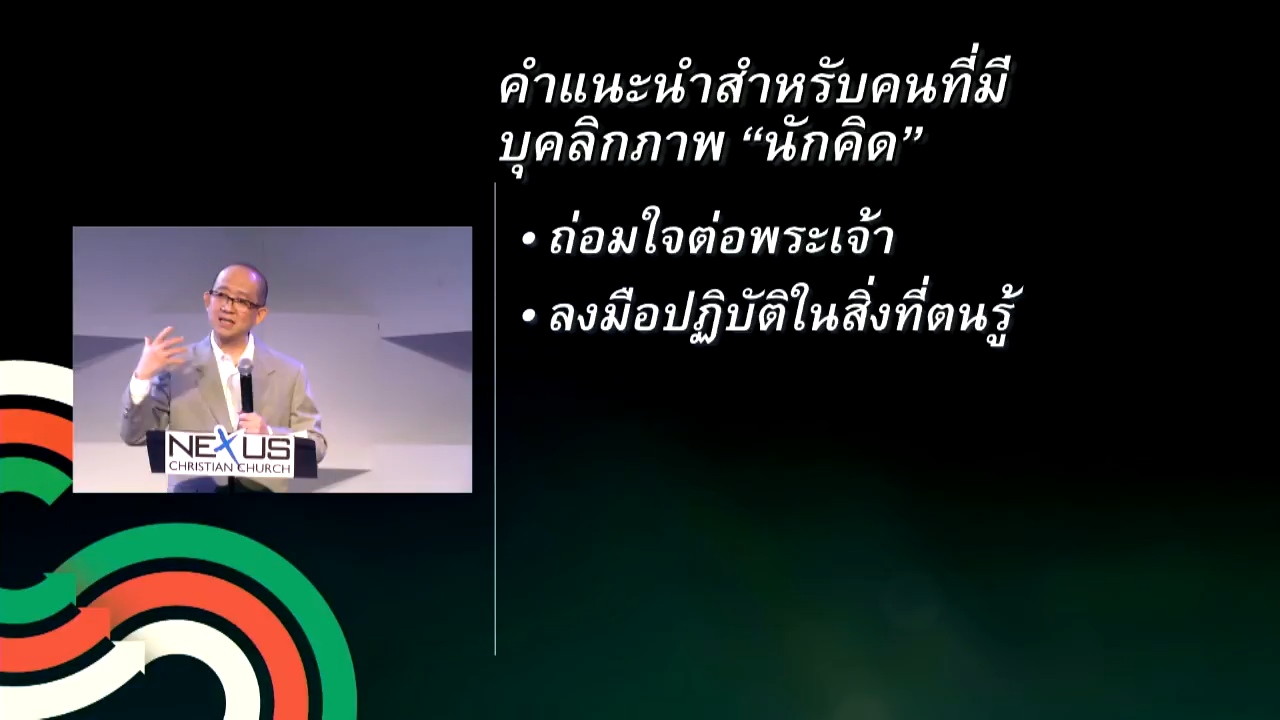 คำแนะนำสำหรับคนที่มี
บุคลิกภาพ “นักคิด”
• ถ่อมใจต่อพระเจ้า
• ลงมือปฏิบัติในสิ่งที่ตนรู้
NEXUS
CHRISTIAN CHURCH